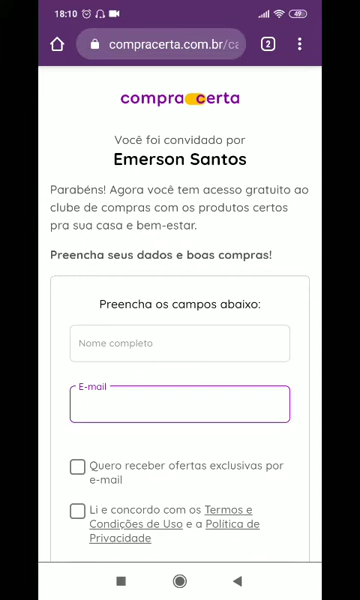 18:10
49
compracerta.com.br/ca
2
compra certa
Você foi convidado por
Emerson Santos
Parabéns! Agora você tem acesso gratuito ao
clube de compras com os produtos certos
pra sua casa e bem-estar.
Preencha seus dados e boas compras!
Preencha os campos abaixo:
Nome completo
E-mail
Quero receber ofertas exclusivas por
e-mail
Li e concordo com os Termos e
Condições de Uso e a Política de
Privacidade